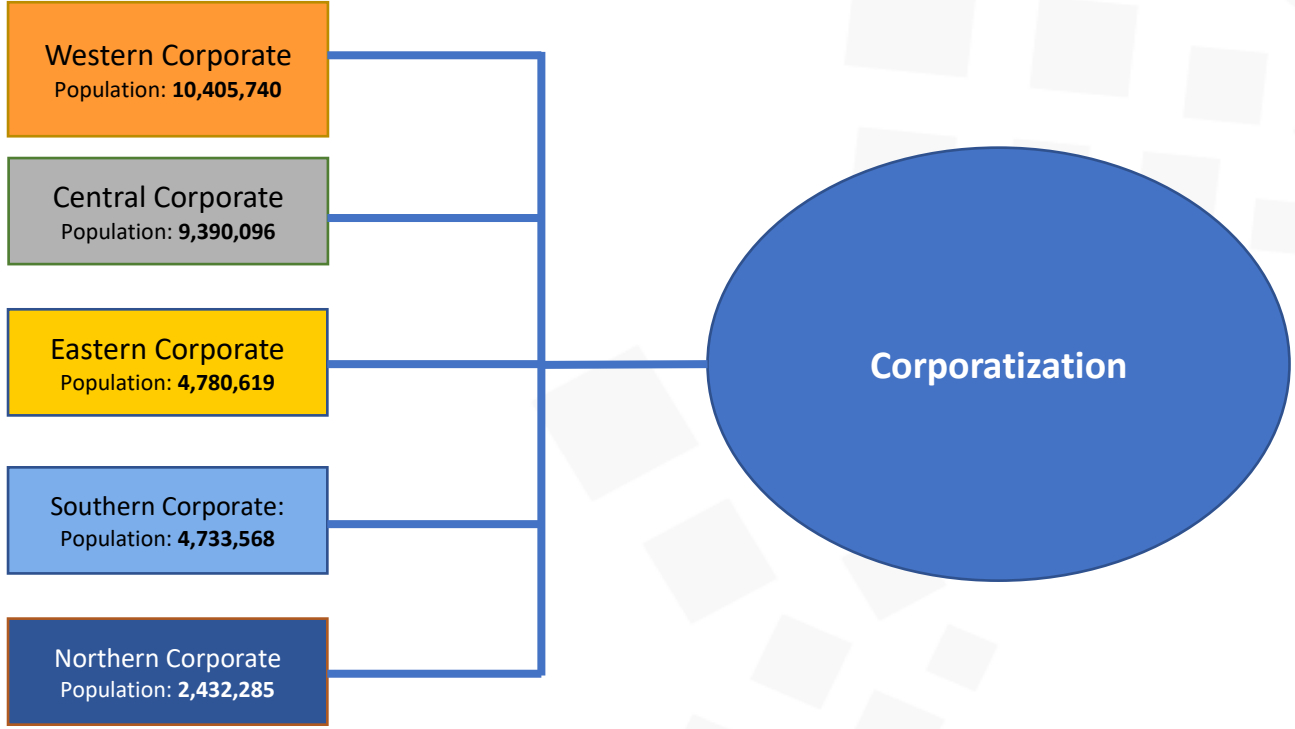 Western Corporate
Population: 10,405,740
Central Corporate
Population: 9,390,096
Eastern Corporate
Population: 4,780,619
Southern Corporate:
Population: 4,733,568
Northern Corporate
Population: 2,432,285
Corporatization